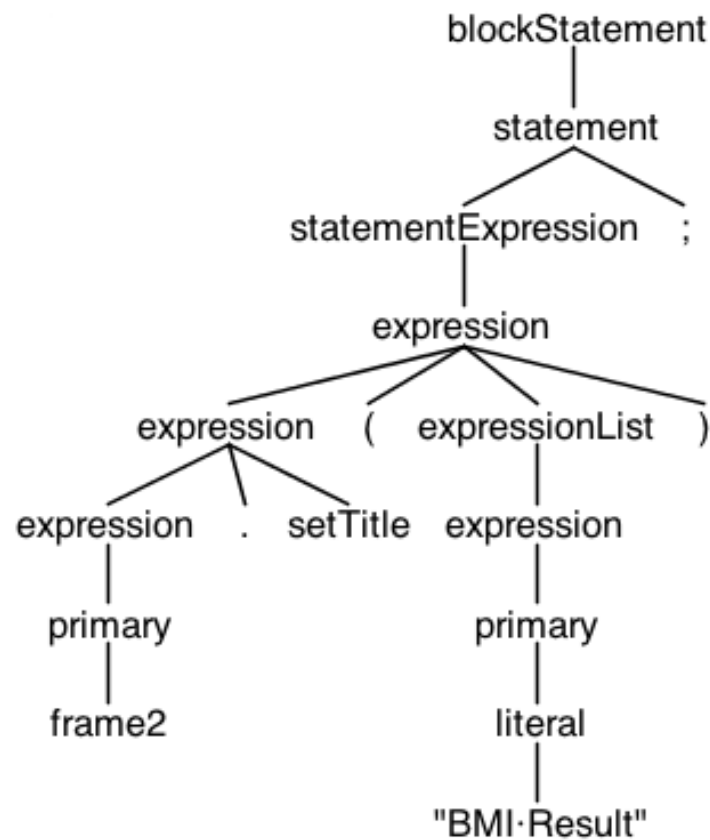 blockStatement
statement
statementExpression ;
expression
expression ( expressionList )
expression . setTitle expression
primary primary
frame2 literal
"BMI·Result"